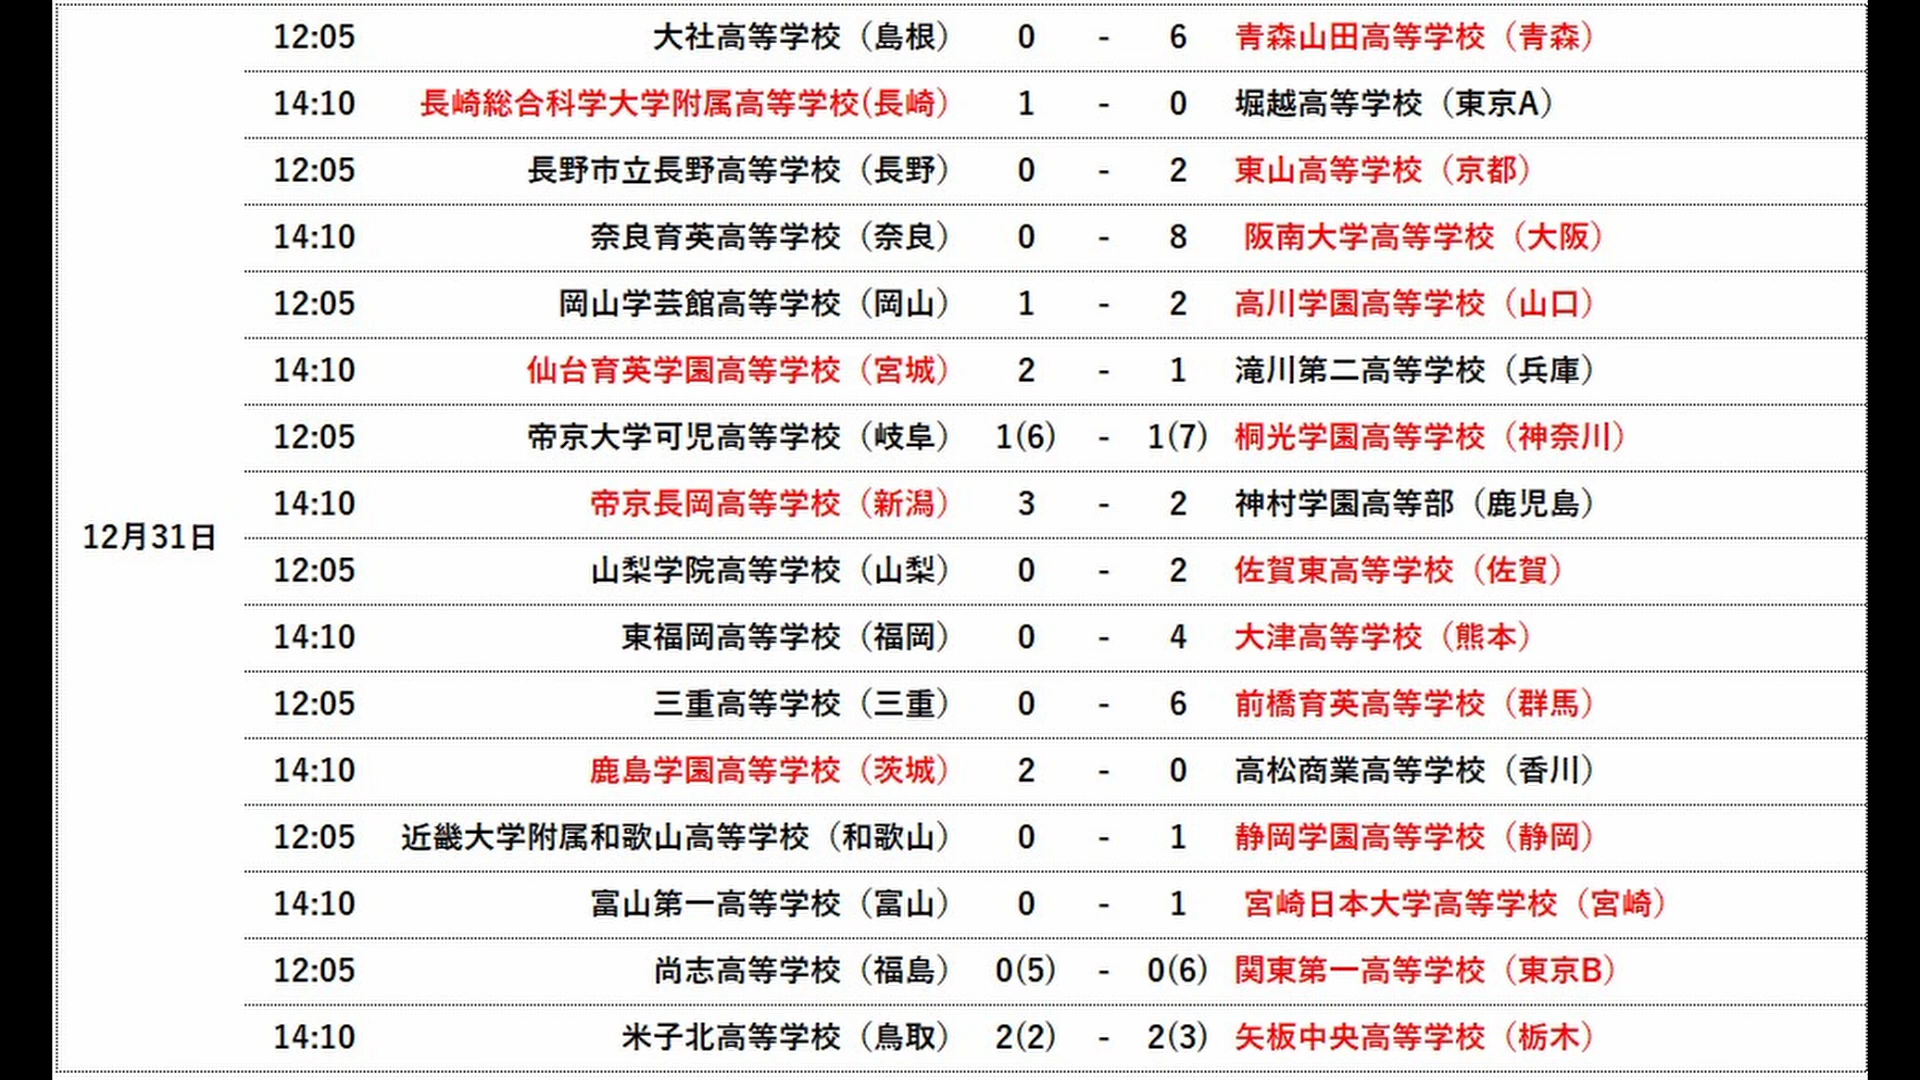 12:05 大社高等学校（島根） 0 - 6 青森山田高等学校（青森）
14:10 長崎総合科学大学附属高等学校(長崎） 1 - 0 堀越高等学校（東京A）
12:05 長野市立長野高等学校（長野） 0 - 2 東山高等学校（京都）
14:10 奈良育英高等学校（奈良） 0 - 8 阪南大学高等学校（大阪）
12:05 岡山学芸館高等学校（岡山） 1 - 2 高川学園高等学校（山口）
14:10 仙台育英学園高等学校（宮城） 2 - 1 滝川第二高等学校（兵庫）
12:05 帝京大学可児高等学校（岐阜） 1(6) - 1(7) 桐光学園高等学校（神奈川）
14:10 帝京長岡高等学校（新潟） 3 - 2 神村学園高等部（鹿児島）
12月31日
12:05 山梨学院高等学校（山梨） 0 - 2 佐賀東高等学校（佐賀）
14:10 東福岡高等学校（福岡） 0 - 4 大津高等学校（熊本）
12:05 三重高等学校（三重） 0 - 6 前橋育英高等学校（群馬）
14:10 鹿島学園高等学校（茨城） 2 - 0 高松商業高等学校（香川）
12:05 近畿大学附属和歌山高等学校（和歌山） 0 - 1 静岡学園高等学校（静岡）
14:10 富山第一高等学校（富山） 0 - 1 宮崎日本大学高等学校（宮崎）
12:05 尚志高等学校（福島） 0(5) - 0(6) 関東第一高等学校（東京B）
14:10 米子北高等学校（鳥取） 2(2) - 2(3) 矢板中央高等学校（栃木）